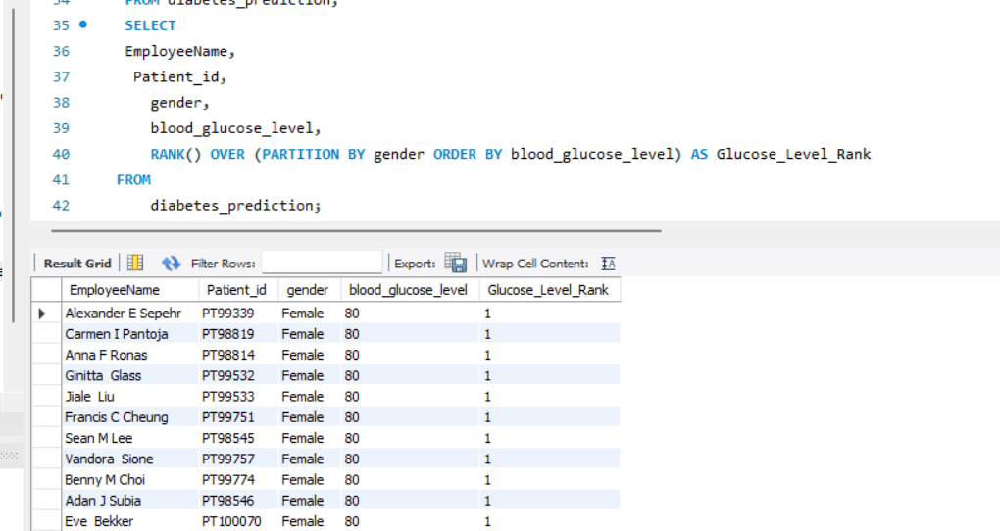 34 FROM diabetes_prediction;
35 SELECT
36 EmployeeName,
37 Patient_id,
38 gender,
39 blood_glucose_level,
40 RANK() OVER (PARTITION BY gender ORDER BY blood_glucose_level) AS Glucose_Level_Rank
41 FROM
42 diabetes_prediction;
Result Grid Filter Rows: Export: Wrap Cell Content: IA
EmployeeName Patient_id gender blood_glucose_level Glucose_Level_Rank
Alexander E Sepehr PT99339 Female 80 1
Carmen I Pantoja PT98819 Female 80 1
Anna F Ronas PT98814 Female 80 1
Ginitta Glass PT99532 Female 80 1
Jiale Liu PT99533 Female 80 1
Francis C Cheung PT99751 Female 80 1
Sean M Lee PT98545 Female 80 1
Vandora Sione PT99757 Female 80 1
Benny M Choi PT99774 Female 80 1
Adan J Subia PT98546 Female 80 1
Eve Bekker PT100070 Female 80 1